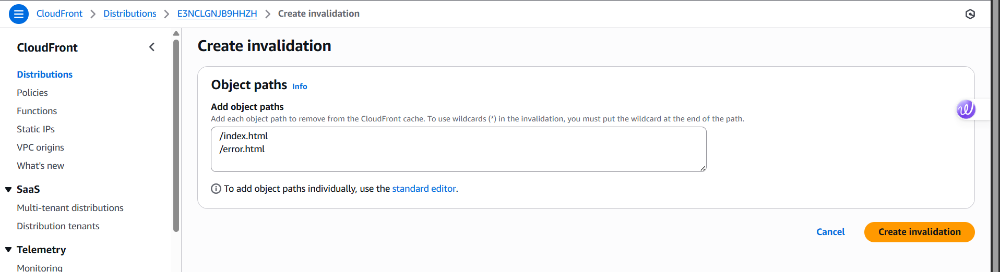 CloudFront > Distributions > E3NCLGNJB9HHZH > Create invalidation
CloudFront
Distributions
Policies
Functions
Static IPs
VPC origins
What's new
SaaS
Multi-tenant distributions
Distribution tenants
Telemetry
Monitoring
Create invalidation
Object paths Info
Add object paths
Add each object path to remove from the CloudFront cache. To use wildcards (*) in the invalidation, you must put the wildcard at the end of the path.
/index.html
/error.html
To add object paths individually, use the standard editor.
Cancel Create invalidation